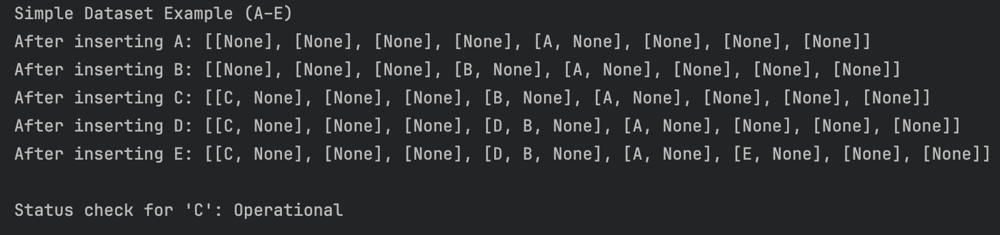 Simple Dataset Example (A-E)
After inserting A: [[None], [None], [None], [None], [A, None], [None], [None], [None]]
After inserting B: [[None], [None], [None], [B, None], [A, None], [None], [None], [None]]
After inserting C: [[C, None], [None], [None], [B, None], [A, None], [None], [None], [None]]
After inserting D: [[C, None], [None], [None], [D, B, None], [A, None], [None], [None], [None]]
After inserting E: [[C, None], [None], [None], [D, B, None], [A, None], [E, None], [None], [None]]
Status check for 'C': Operational